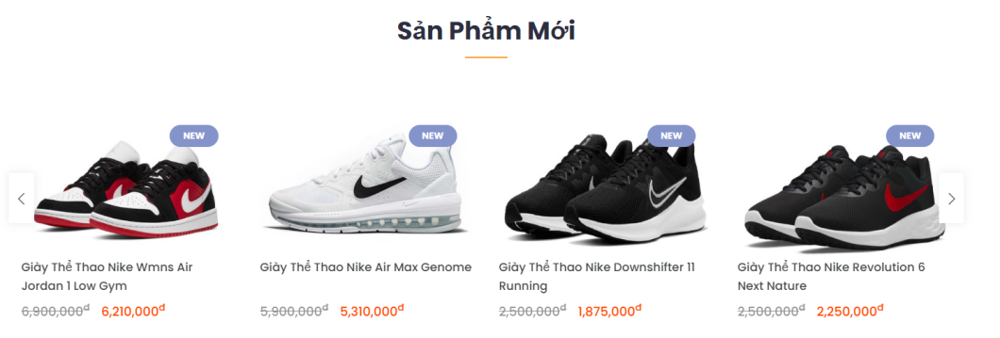 Sản Phẩm Mới
NEW
NEW
NEW
NEW
Giày Thể Thao Nike Wmns Air
Jordan 1 Low Gym
6,900,000đ 6,210,000đ
Giày Thể Thao Nike Air Max Genome
5,900,000đ 5,310,000đ
Giày Thể Thao Nike Downshifter 11
Running
2,500,000đ 1,875,000đ
Giày Thể Thao Nike Revolution 6
Next Nature
2,500,000đ 2,250,000đ